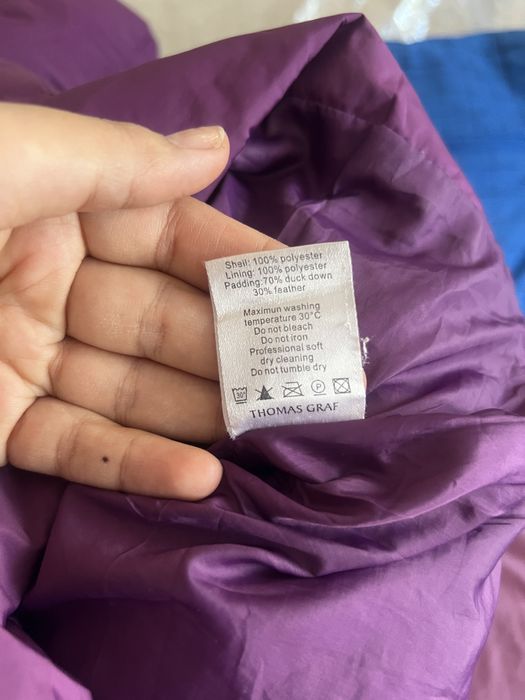 Shell: 100% polyester
Lining: 100% polyester
Padding:70% duck down
30% feather
Maximun washing
temperature 30°C
Do not bleach
Do not iron
Professional soft
dry cleaning
Do not tumble dry
30° P
THOMAS GRAF